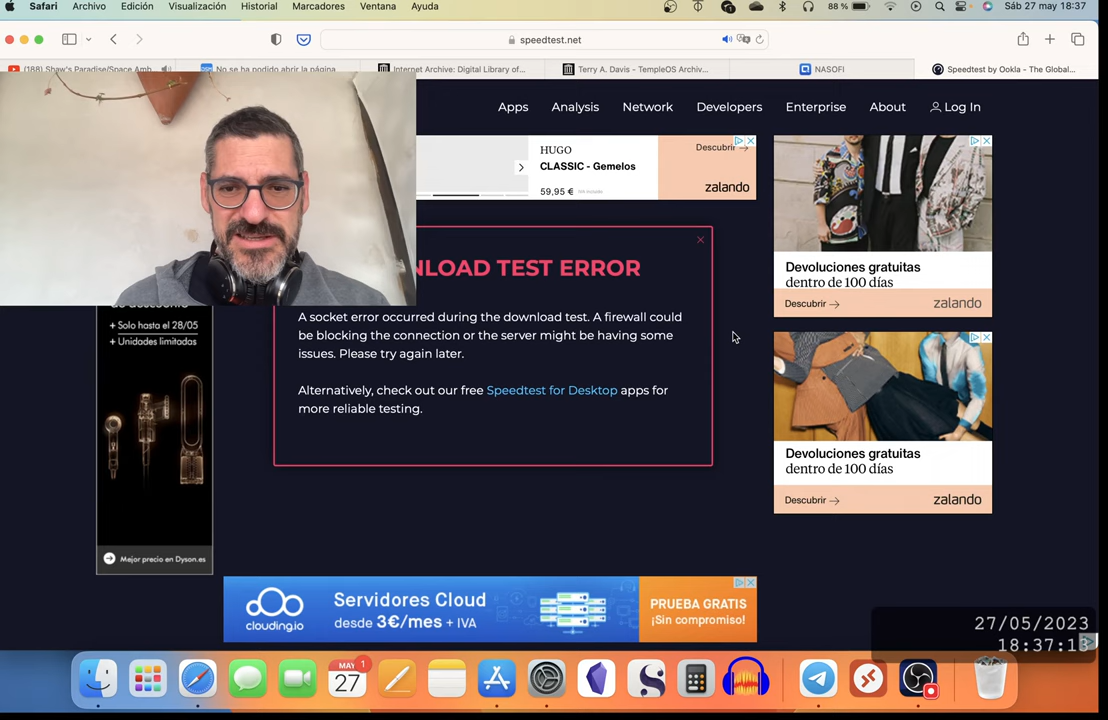 Safari Archivo Edición Visualización Historial Marcadores Ventana Ayuda
88 % Sáb 27 may 18:37
speedtest.net
(188) Shaw's Paradise/Space Amb...
No se ha podido abrir la página
Internet Archive: Digital Library of...
Terry A. Davis - TempleOS Archiv...
NASOFI
Speedtest by Ookla - The Global...
Apps Analysis Network Developers Enterprise About Log In
HUGO
CLASSIC - Gemelos
59,95 €
Descubrir
zalando
Devoluciones gratuitas
dentro de 100 días
Descubrir zalando
Devoluciones gratuitas
dentro de 100 días
Descubrir zalando
NLOAD TEST ERROR
A socket error occurred during the download test. A firewall could
be blocking the connection or the server might be having some
issues. Please try again later.
Alternatively, check out our free Speedtest for Desktop apps for
more reliable testing.
+ Solo hasta el 28/05
+ Unidades limitadas
Mejor precio en Dyson.es
clouding.io
Servidores Cloud
desde 3€/mes + IVA
PRUEBA GRATIS
¡Sin compromiso!
27/05/2023
18:37:13
MAY 1
27